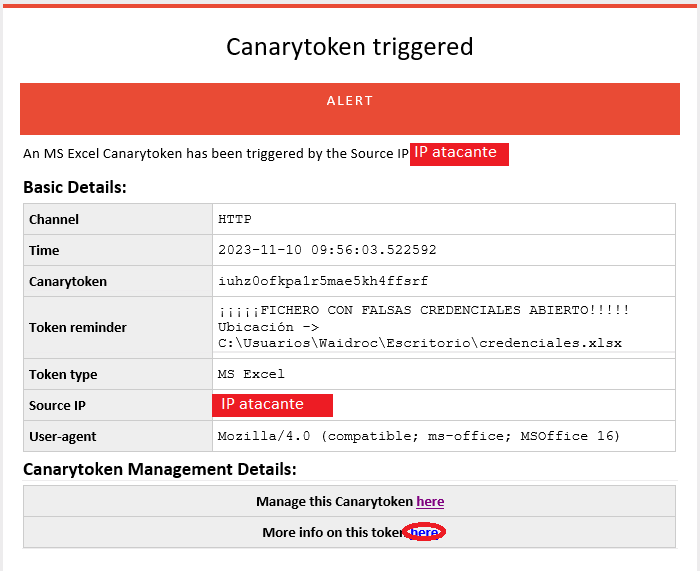 Canarytoken triggered
ALERT
An MS Excel Canarytoken has been triggered by the Source IP IP atacante
Basic Details:
Channel HTTP
Time 2023-11-10 09:56:03.522592
Canarytoken iuhz0ofkpa1r5mae5kh4ffsrf
Token reminder ¡¡¡¡¡FICHERO CON FALSAS CREDENCIALES ABIERTO!!!!!
Ubicación ->
C:\Usuarios\Waidroc\Escritorio\credenciales.xlsx
Token type MS Excel
Source IP IP atacante
User-agent Mozilla/4.0 (compatible; ms-office; MSOffice 16)
Canarytoken Management Details:
Manage this Canarytoken here
More info on this token here